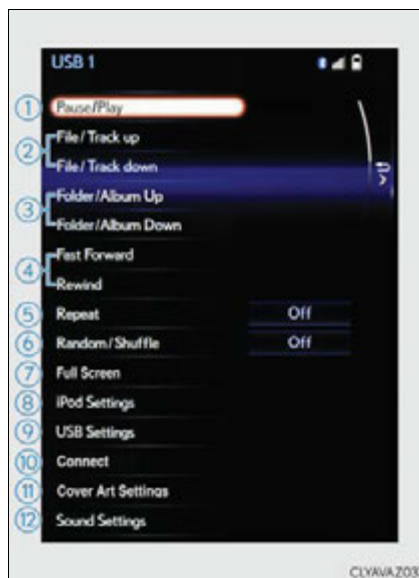 USB 1
1 Pause/Play
2 File/Track up
File/Track down
3 Folder/Album Up
Folder/Album Down
4 Fast Forward
Rewind
5 Repeat Off
6 Random/Shuffle Off
7 Full Screen
8 iPod Settings
9 USB Settings
10 Connect
11 Cover Art Settings
12 Sound Settings
CLYAVAZ03